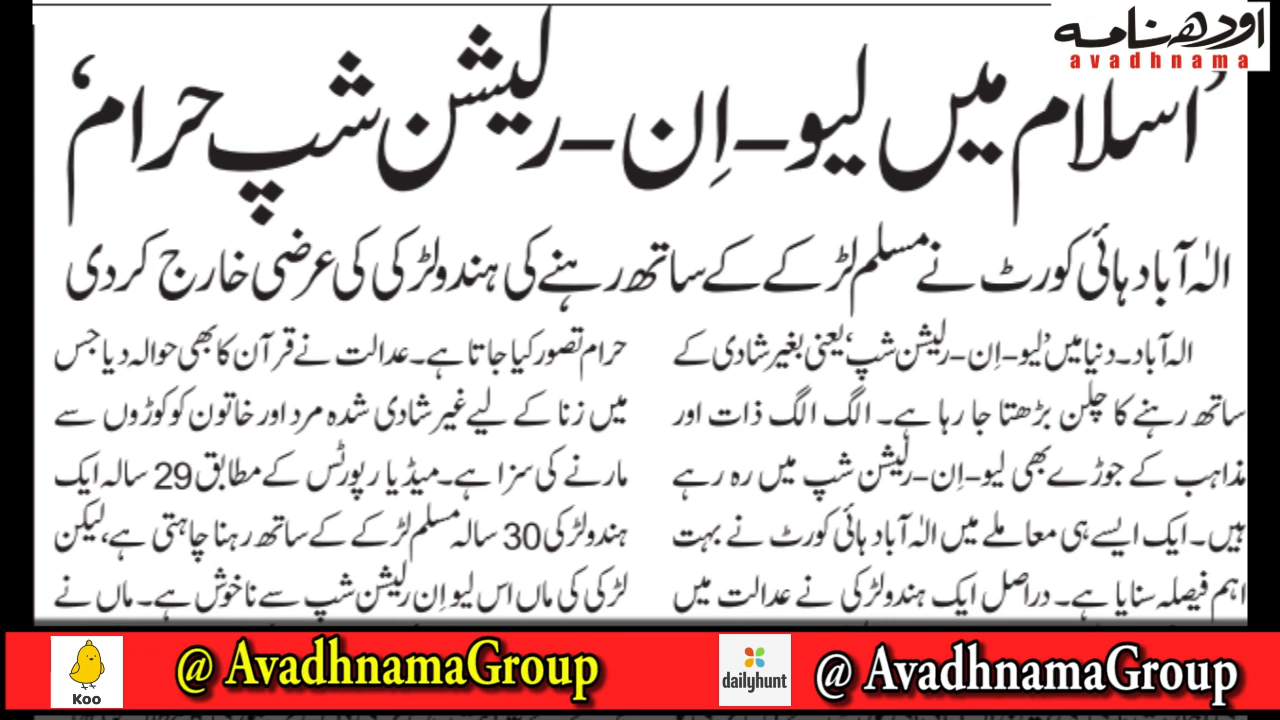 اودھ نامہ
avadhnama
’اسلام میں لیو۔اِن۔ریلیشن شپ حرام‘
الہٰ آباد ہائی کورٹ نے مسلم لڑکے کے ساتھ رہنے کی ہندو لڑکی کی عرضی خارج کردی
الہ آباد۔ دنیا میں ’لیو-اِن-ریلیشن شپ‘ یعنی بغیر شادی کے
ساتھ رہنے کا چلن بڑھتا جا رہا ہے۔ الگ الگ ذات اور
مذاہب کے جوڑے بھی لیو-اِن-ریلیشن شپ میں رہ رہے
ہیں۔ ایک ایسے ہی معاملے میں الہٰ آباد ہائی کورٹ نے بہت
اہم فیصلہ سنایا ہے۔ دراصل ایک ہندو لڑکی نے عدالت میں
حرام تصور کیا جاتا ہے۔ عدالت نے قرآن کا بھی حوالہ دیا جس
میں زنا کے لیے غیر شادی شدہ مرد اور خاتون کو کوڑوں سے
مارنے کی سزا ہے۔ میڈیا رپورٹس کے مطابق 29 سالہ ایک
ہندو لڑکی 30 سالہ مسلم لڑکے کے ساتھ رہنا چاہتی ہے، لیکن
لڑکی کی ماں اس لیو اِن ریلیشن شپ سے ناخوش ہے۔ ماں نے
Koo
@ AvadhnamaGroup
dailyhunt
@ AvadhnamaGroup